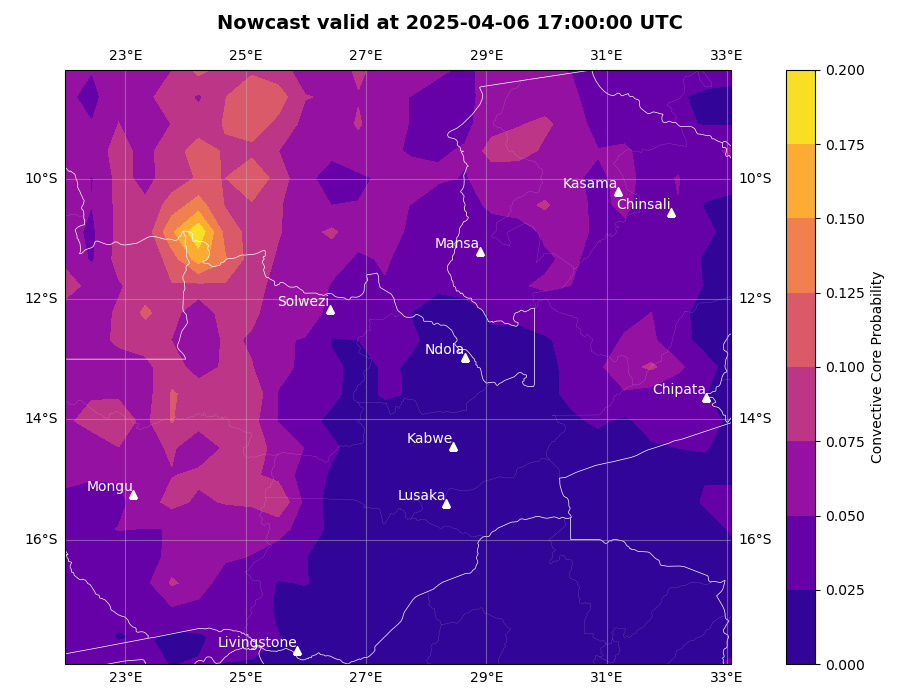 Nowcast valid at 2025-04-06 17:00:00 UTC
23°E 25°E 27°E 29°E 31°E 33°E
0.200
0.175
10°S 10°S
Kasama
Chinsali
0.150
Mansa
0.125
12°S 12°S
Solwezi
Ndola
0.100
Chipata
14°S 14°S
Kabwe
0.075
Mongu
Lusaka
0.050
16°S 16°S
0.025
Livingstone
0.000
23°E 25°E 27°E 29°E 31°E 33°E
Convective Core Probability